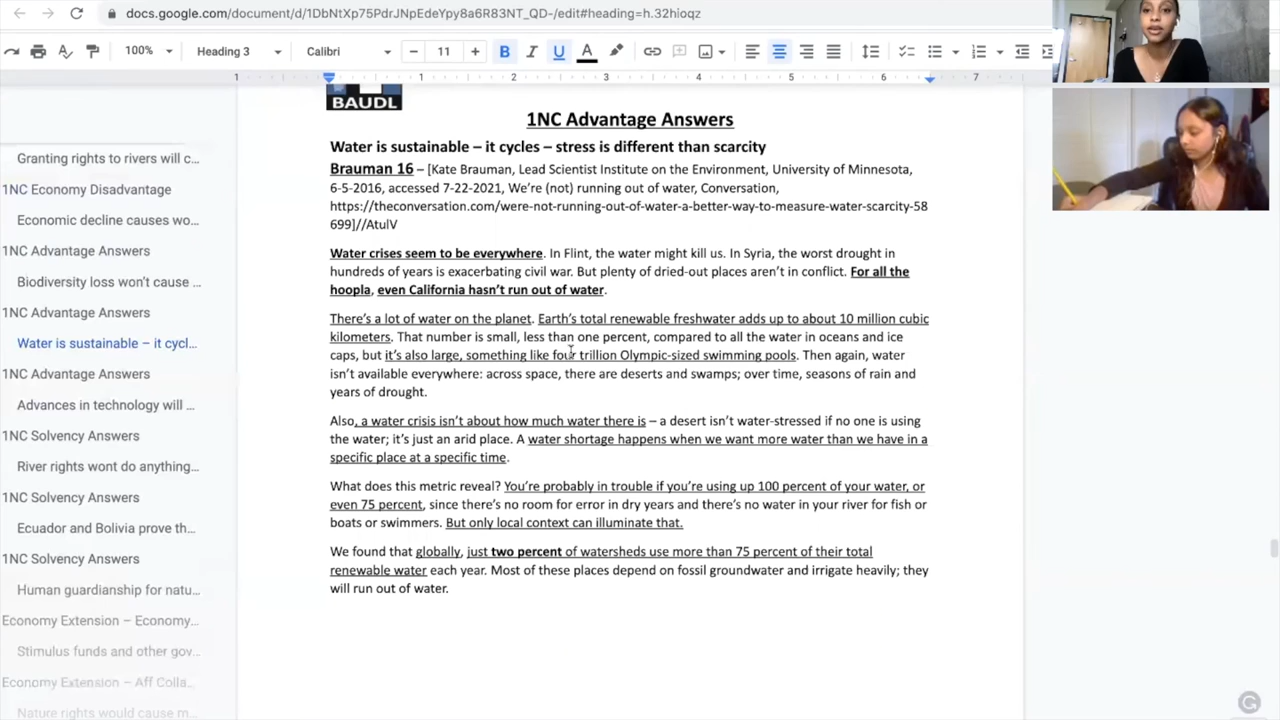 docs.google.com/document/d/1DbNtXp75PdrJNpEdeYpy8a6R83NT_QD-/edit#heading=h.32hioqz
100%
Heading 3
Calibri
− 11 +
B I U A
1 1 2 3 4 5 6 7
Granting rights to rivers will c...
1NC Economy Disadvantage
Economic decline causes wo...
1NC Advantage Answers
Biodiversity loss won't cause ...
1NC Advantage Answers
Water is sustainable – it cycl...
1NC Advantage Answers
Advances in technology will ...
1NC Solvency Answers
River rights wont do anything...
1NC Solvency Answers
Ecuador and Bolivia prove th...
1NC Solvency Answers
Human guardianship for natu...
Economy Extension – Economy...
Stimulus funds and other gov...
Economy Extension – Aff Colla...
Nature rights would cause m...
BAUDL
1NC Advantage Answers
Water is sustainable – it cycles – stress is different than scarcity
Brauman 16 – [Kate Brauman, Lead Scientist Institute on the Environment, University of Minnesota,
6-5-2016, accessed 7-22-2021, We're (not) running out of water, Conversation,
https://theconversation.com/were-not-running-out-of-water-a-better-way-to-measure-water-scarcity-58
699]//AtulV
Water crises seem to be everywhere. In Flint, the water might kill us. In Syria, the worst drought in
hundreds of years is exacerbating civil war. But plenty of dried-out places aren't in conflict. For all the
hoopla, even California hasn't run out of water.
There's a lot of water on the planet. Earth's total renewable freshwater adds up to about 10 million cubic
kilometers. That number is small, less than one percent, compared to all the water in oceans and ice
caps, but it's also large, something like four trillion Olympic-sized swimming pools. Then again, water
isn't available everywhere: across space, there are deserts and swamps; over time, seasons of rain and
years of drought.
Also, a water crisis isn't about how much water there is – a desert isn't water-stressed if no one is using
the water; it's just an arid place. A water shortage happens when we want more water than we have in a
specific place at a specific time.
What does this metric reveal? You're probably in trouble if you're using up 100 percent of your water, or
even 75 percent, since there's no room for error in dry years and there's no water in your river for fish or
boats or swimmers. But only local context can illuminate that.
We found that globally, just two percent of watersheds use more than 75 percent of their total
renewable water each year. Most of these places depend on fossil groundwater and irrigate heavily; they
will run out of water.